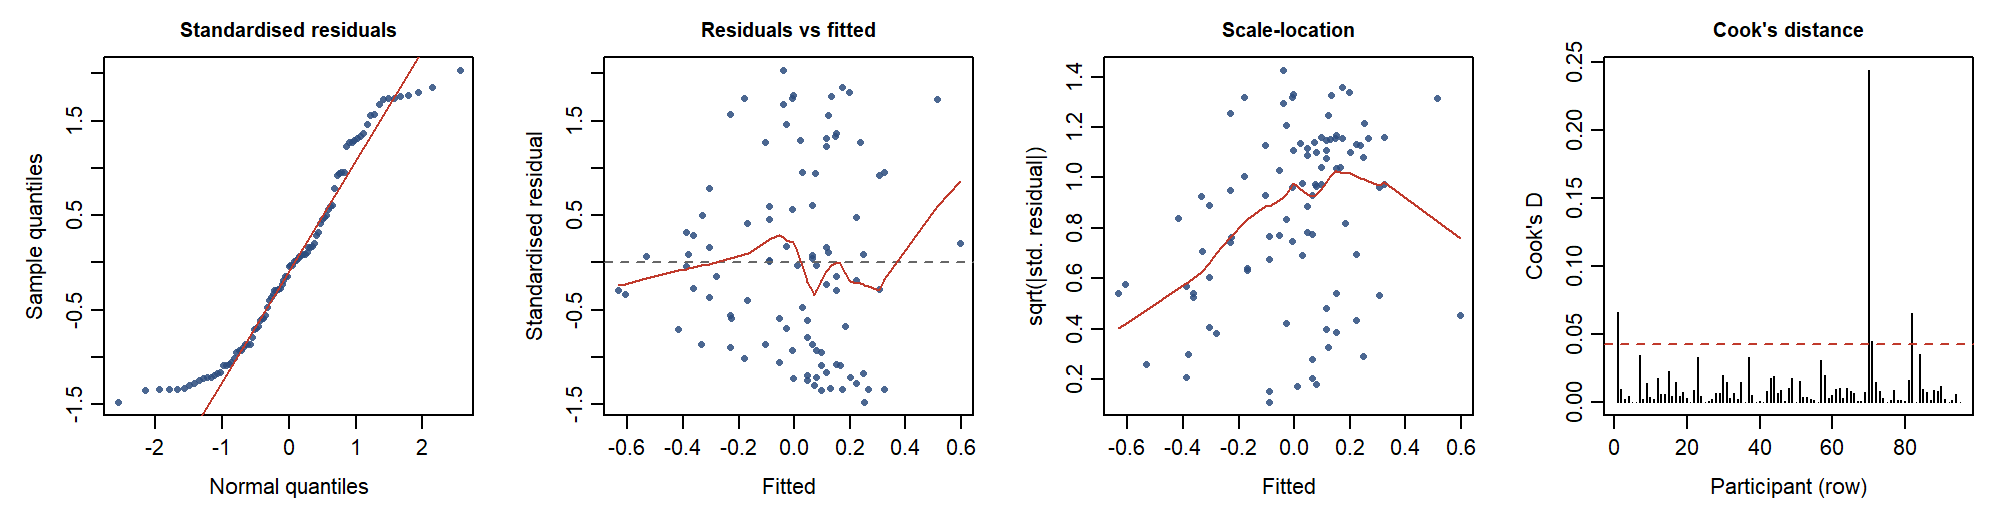 Standardised residuals
Sample quantiles
1.5
0.5
-0.5
-1.5
-2 -1 0 1 2
Normal quantiles
Residuals vs fitted
Standardised residual
1.5
0.5
-0.5
-1.5
-0.6 -0.4 -0.2 0.0 0.2 0.4 0.6
Fitted
Scale-location
sqrt(|std. residual|)
1.4
1.2
1.0
0.8
0.6
0.4
0.2
-0.6 -0.4 -0.2 0.0 0.2 0.4 0.6
Fitted
Cook's distance
Cook's D
0.25
0.20
0.15
0.10
0.05
0.00
0 20 40 60 80
Participant (row)